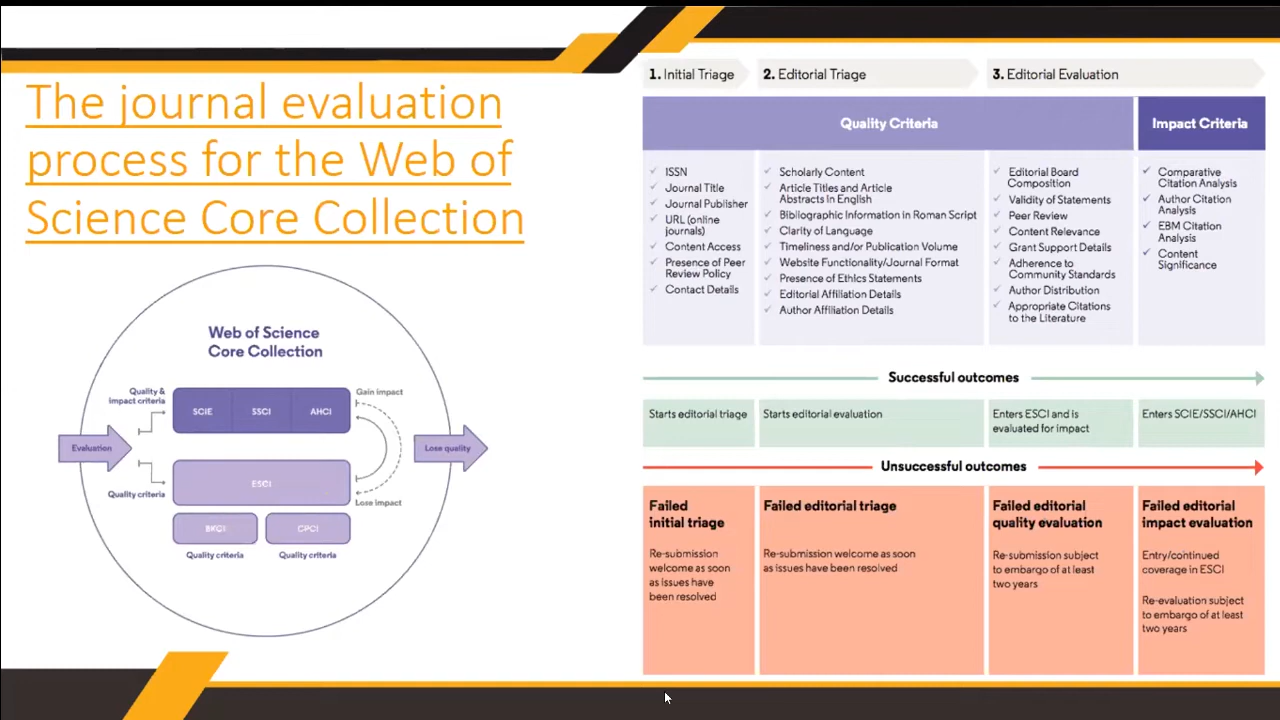 The journal evaluation
process for the Web of
Science Core Collection
Web of Science
Core Collection
Quality &
impact criteria
SCIE
SSCI
AHCI
Gain impact
Evaluation
Lose quality
Quality criteria
ESCI
Lose impact
BKCI
CPCI
Quality criteria
Quality criteria
1. Initial Triage
2. Editorial Triage
3. Editorial Evaluation
Quality Criteria
Impact Criteria
ISSN
Journal Title
Journal Publisher
URL (online
journals)
Content Access
Presence of Peer
Review Policy
Contact Details
Scholarly Content
Article Titles and Article
Abstracts In English
Bibliographic Information in Roman Script
Clarity of Language
Timeliness and/or Publication Volume
Website Functionality/Journal Format
Presence of Ethics Statements
Editorial Affiliation Details
Author Affiliation Details
Editorial Board
Composition
Validity of Statements
Peer Review
Content Relevance
Grant Support Details
Adherence to
Community Standards
Author Distribution
Appropriate Citations
to the Literature
Comparative
Citation Analysis
Author Citation
Analysis
EBM Citation
Analysis
Content
Significance
Successful outcomes
Starts editorial triage
Starts editorial evaluation
Enters ESCI and is
evaluated for impact
Enters SCIE/SSCI/AHCI
Unsuccessful outcomes
Failed
initial triage
Re-submission
welcome as soon
as issues have
been resolved
Failed editorial triage
Re-submission welcome as soon
as issues have been resolved
Failed editorial
quality evaluation
Re-submission subject
to embargo of at least
two years
Failed editorial
impact evaluation
Entry/continued
coverage in ESCI
Re-evaluation subject
to embargo of at least
two years